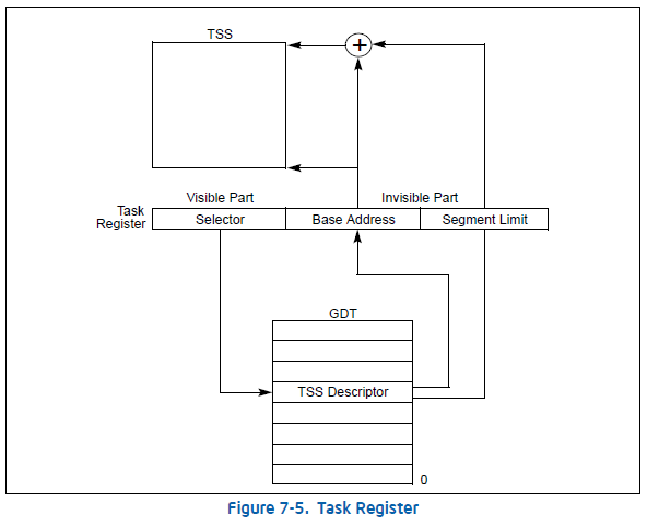 TSS
+
Visible Part
Invisible Part
Task
Register
Selector
Base Address
Segment Limit
GDT
TSS Descriptor
0
Figure 7-5. Task Register